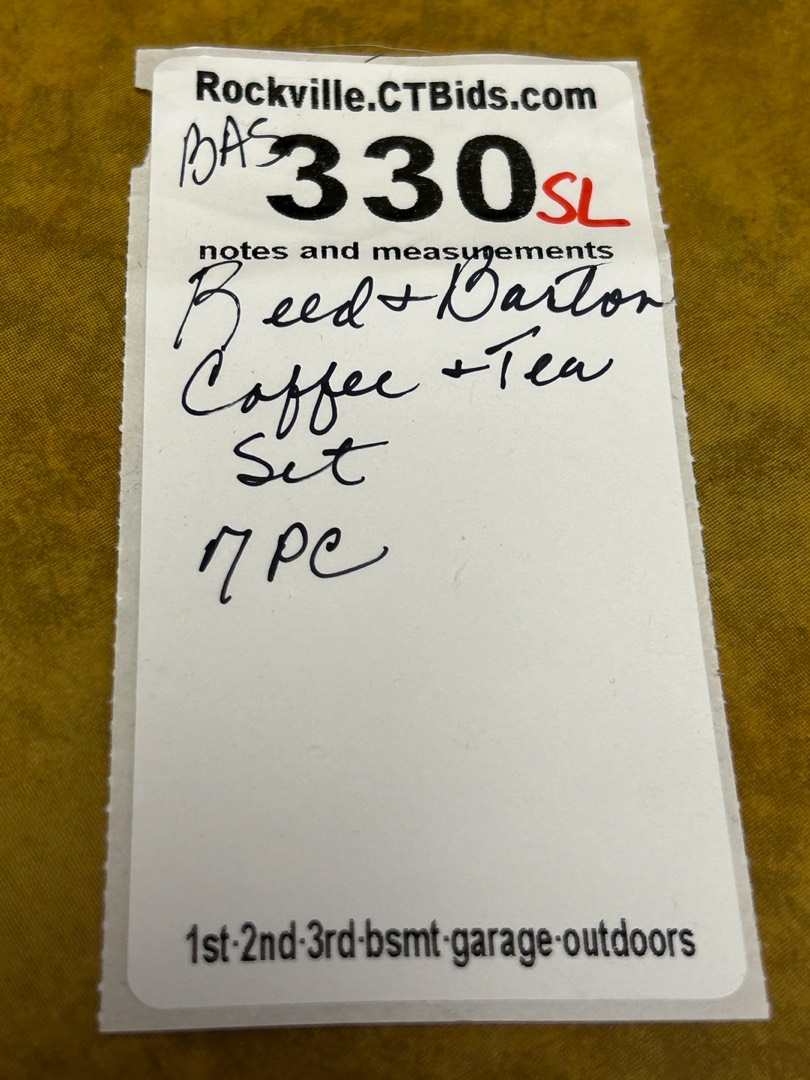 Rockville.CTBids.com
BAS 330 SL
notes and measurements
Reed + Barton
Coffee + Tea
Set
7 PC
1st·2nd·3rd·bsmt·garage·outdoors